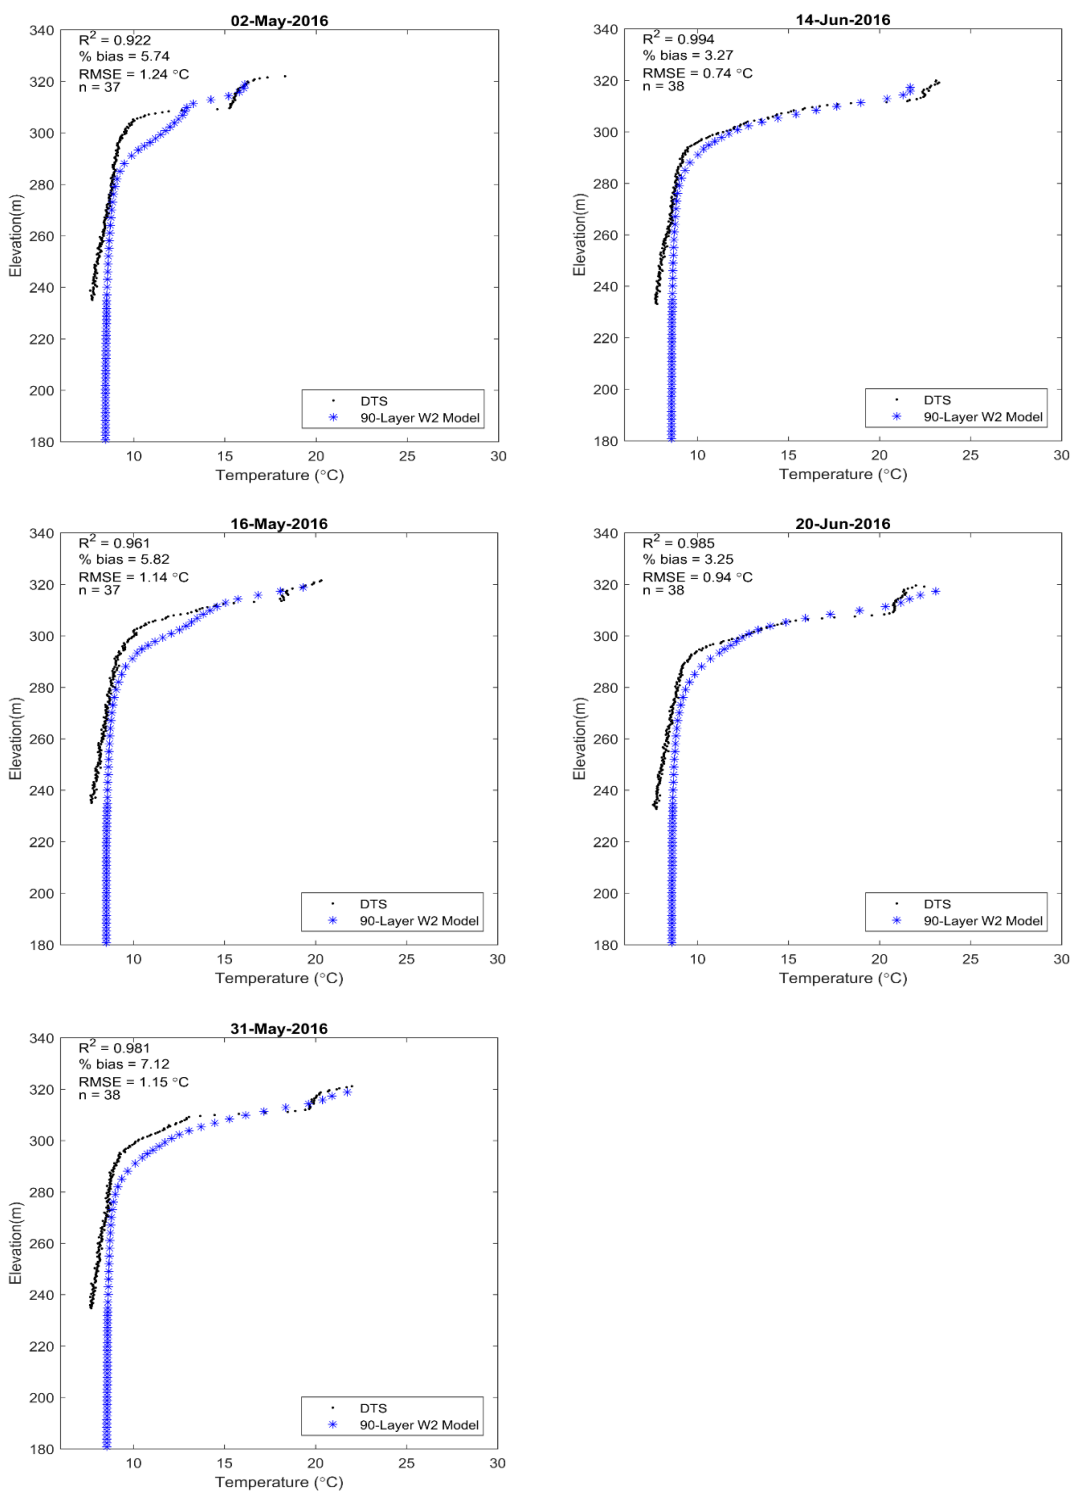 02-May-2016
R² = 0.922
% bias = 5.74
RMSE = 1.24 °C
n = 37
340
320
300
280
260
240
220
200
180
Elevation(m)
DTS
90-Layer W2 Model
10 15 20 25 30
Temperature (°C)
14-Jun-2016
R² = 0.994
% bias = 3.27
RMSE = 0.74 °C
n = 38
340
320
300
280
260
240
220
200
180
Elevation(m)
DTS
90-Layer W2 Model
10 15 20 25 30
Temperature (°C)
16-May-2016
R² = 0.961
% bias = 5.82
RMSE = 1.14 °C
n = 37
340
320
300
280
260
240
220
200
180
Elevation(m)
DTS
90-Layer W2 Model
10 15 20 25 30
Temperature (°C)
20-Jun-2016
R² = 0.985
% bias = 3.25
RMSE = 0.94 °C
n = 38
340
320
300
280
260
240
220
200
180
Elevation(m)
DTS
90-Layer W2 Model
10 15 20 25 30
Temperature (°C)
31-May-2016
R² = 0.981
% bias = 7.12
RMSE = 1.15 °C
n = 38
340
320
300
280
260
240
220
200
180
Elevation(m)
DTS
90-Layer W2 Model
10 15 20 25 30
Temperature (°C)